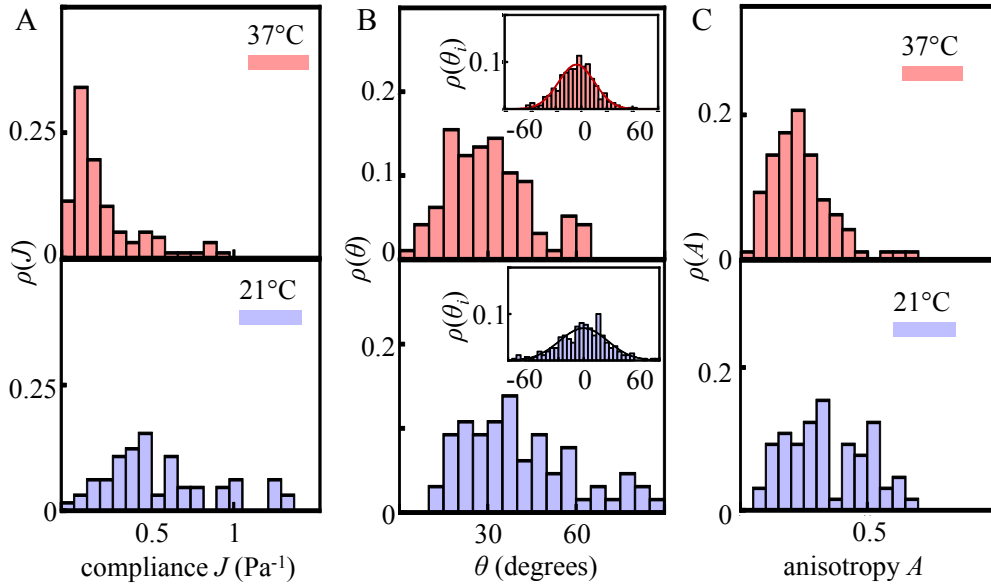 A
37°C
0.25
0
ρ(J)
21°C
0.25
0
0.5
1
compliance J (Pa⁻¹)
B
ρ(θᵢ)
0.1
-60
0
60
0.2
0.1
0
ρ(θ)
ρ(θᵢ)
0.1
-60
0
60
0.2
0
30
60
θ (degrees)
C
37°C
0.2
0
ρ(A)
21°C
0.2
0
0.5
anisotropy A